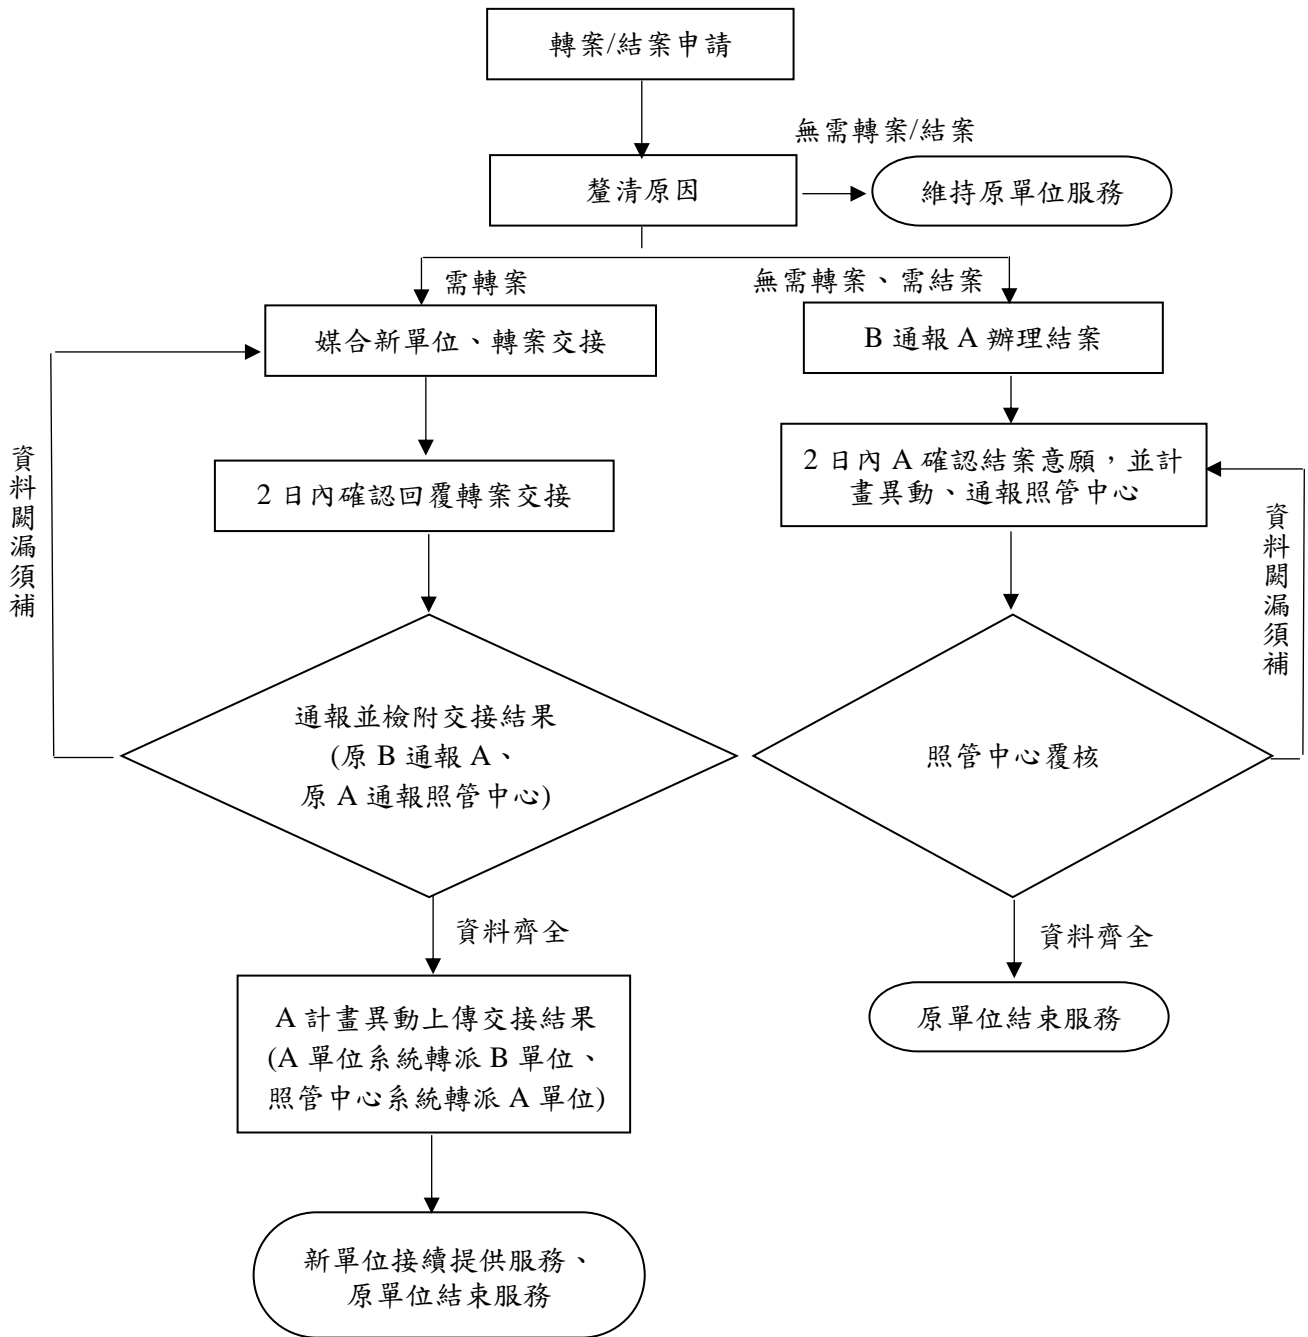 轉案/結案申請
無需轉案/結案
釐清原因
維持原單位服務
需轉案
無需轉案、需結案
媒合新單位、轉案交接
B 通報 A 辦理結案
資料闕漏須補
2 日內確認回覆轉案交接
2 日內 A 確認結案意願，並計
畫異動、通報照管中心
資料闕漏須補
通報並檢附交接結果
(原 B 通報 A、
原 A 通報照管中心)
照管中心覆核
資料齊全
資料齊全
A 計畫異動上傳交接結果
(A 單位系統轉派 B 單位、
照管中心系統轉派 A 單位)
原單位結束服務
新單位接續提供服務、
原單位結束服務